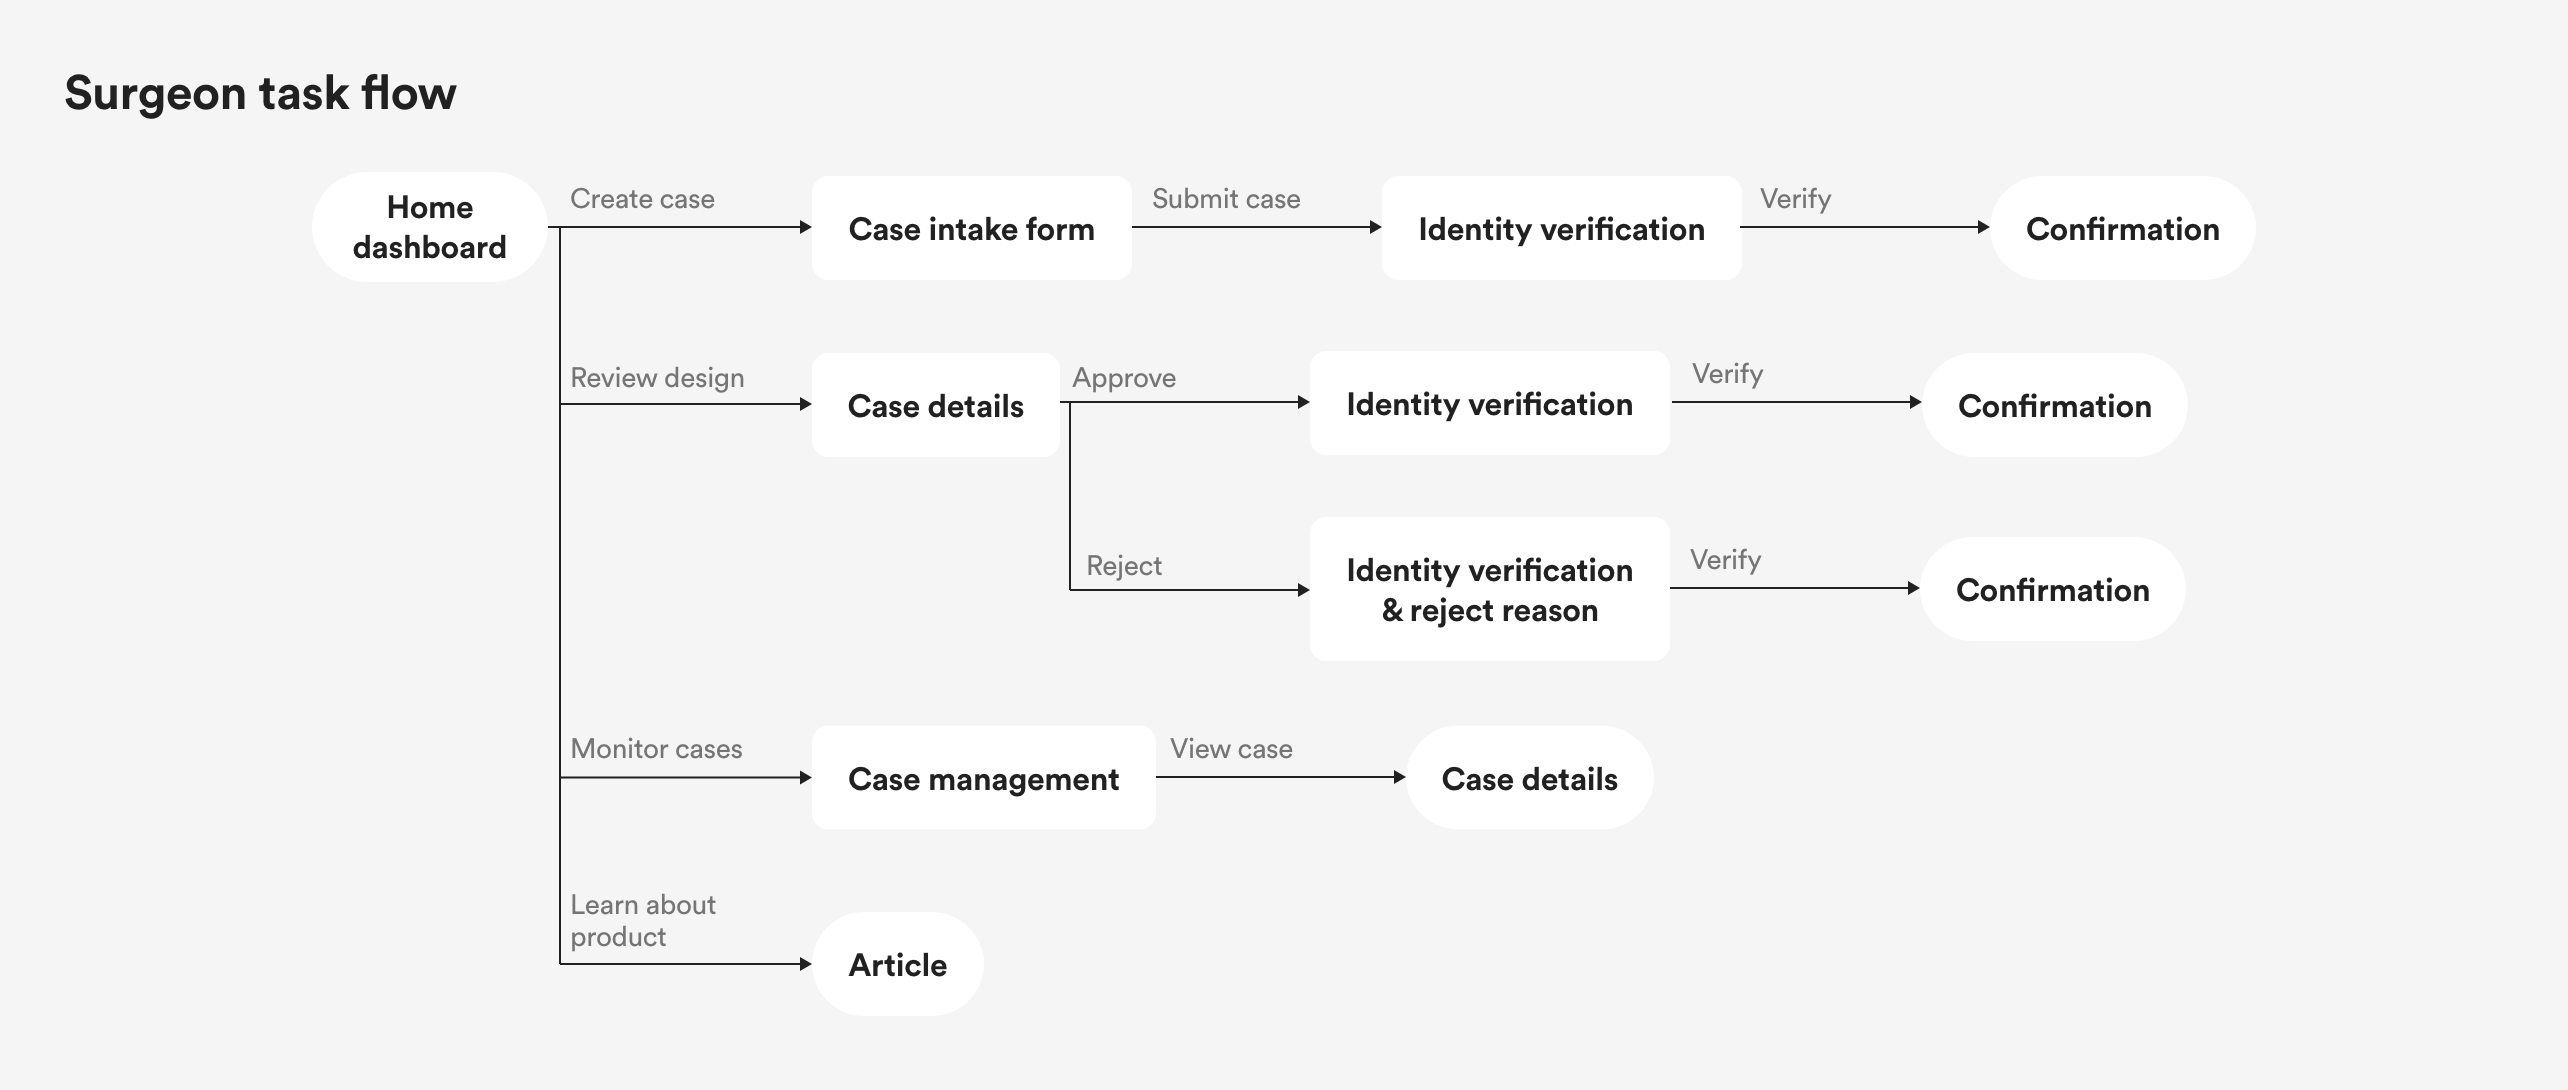 Surgeon task flow
Home
dashboard
Create case
Case intake form
Submit case
Identity verification
Verify
Confirmation
Review design
Case details
Approve
Identity verification
Verify
Confirmation
Reject
Identity verification
& reject reason
Verify
Confirmation
Monitor cases
Case management
View case
Case details
Learn about
product
Article